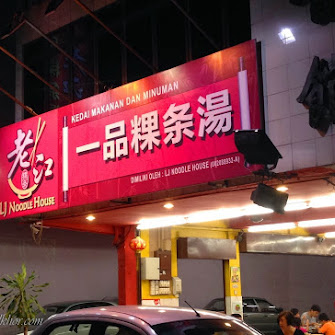 KEDAI MAKANAN DAN MINUMAN
老江
LJ NOODLE HOUSE
一品粿条湯
DIMILIKI OLEH : LJ NOODLE HOUSE